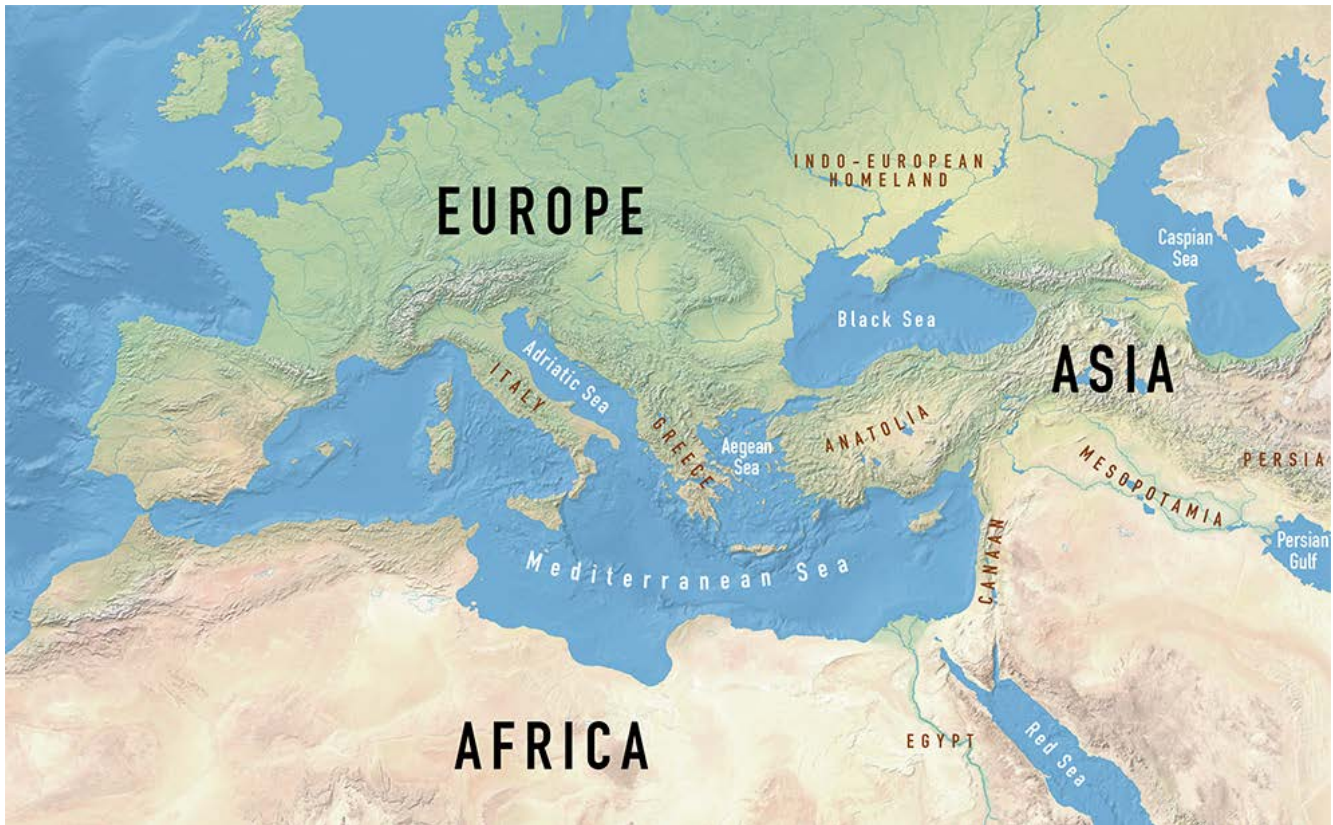 INDO-EUROPEAN
HOMELAND
EUROPE
Caspian
Sea
Black Sea
ASIA
Adriatic Sea
ITALY
GREECE
Aegean
Sea
ANATOLIA
PERSIA
MESOPOTAMIA
Persian
Gulf
Mediterranean Sea
CANAAN
AFRICA
EGYPT
Red Sea